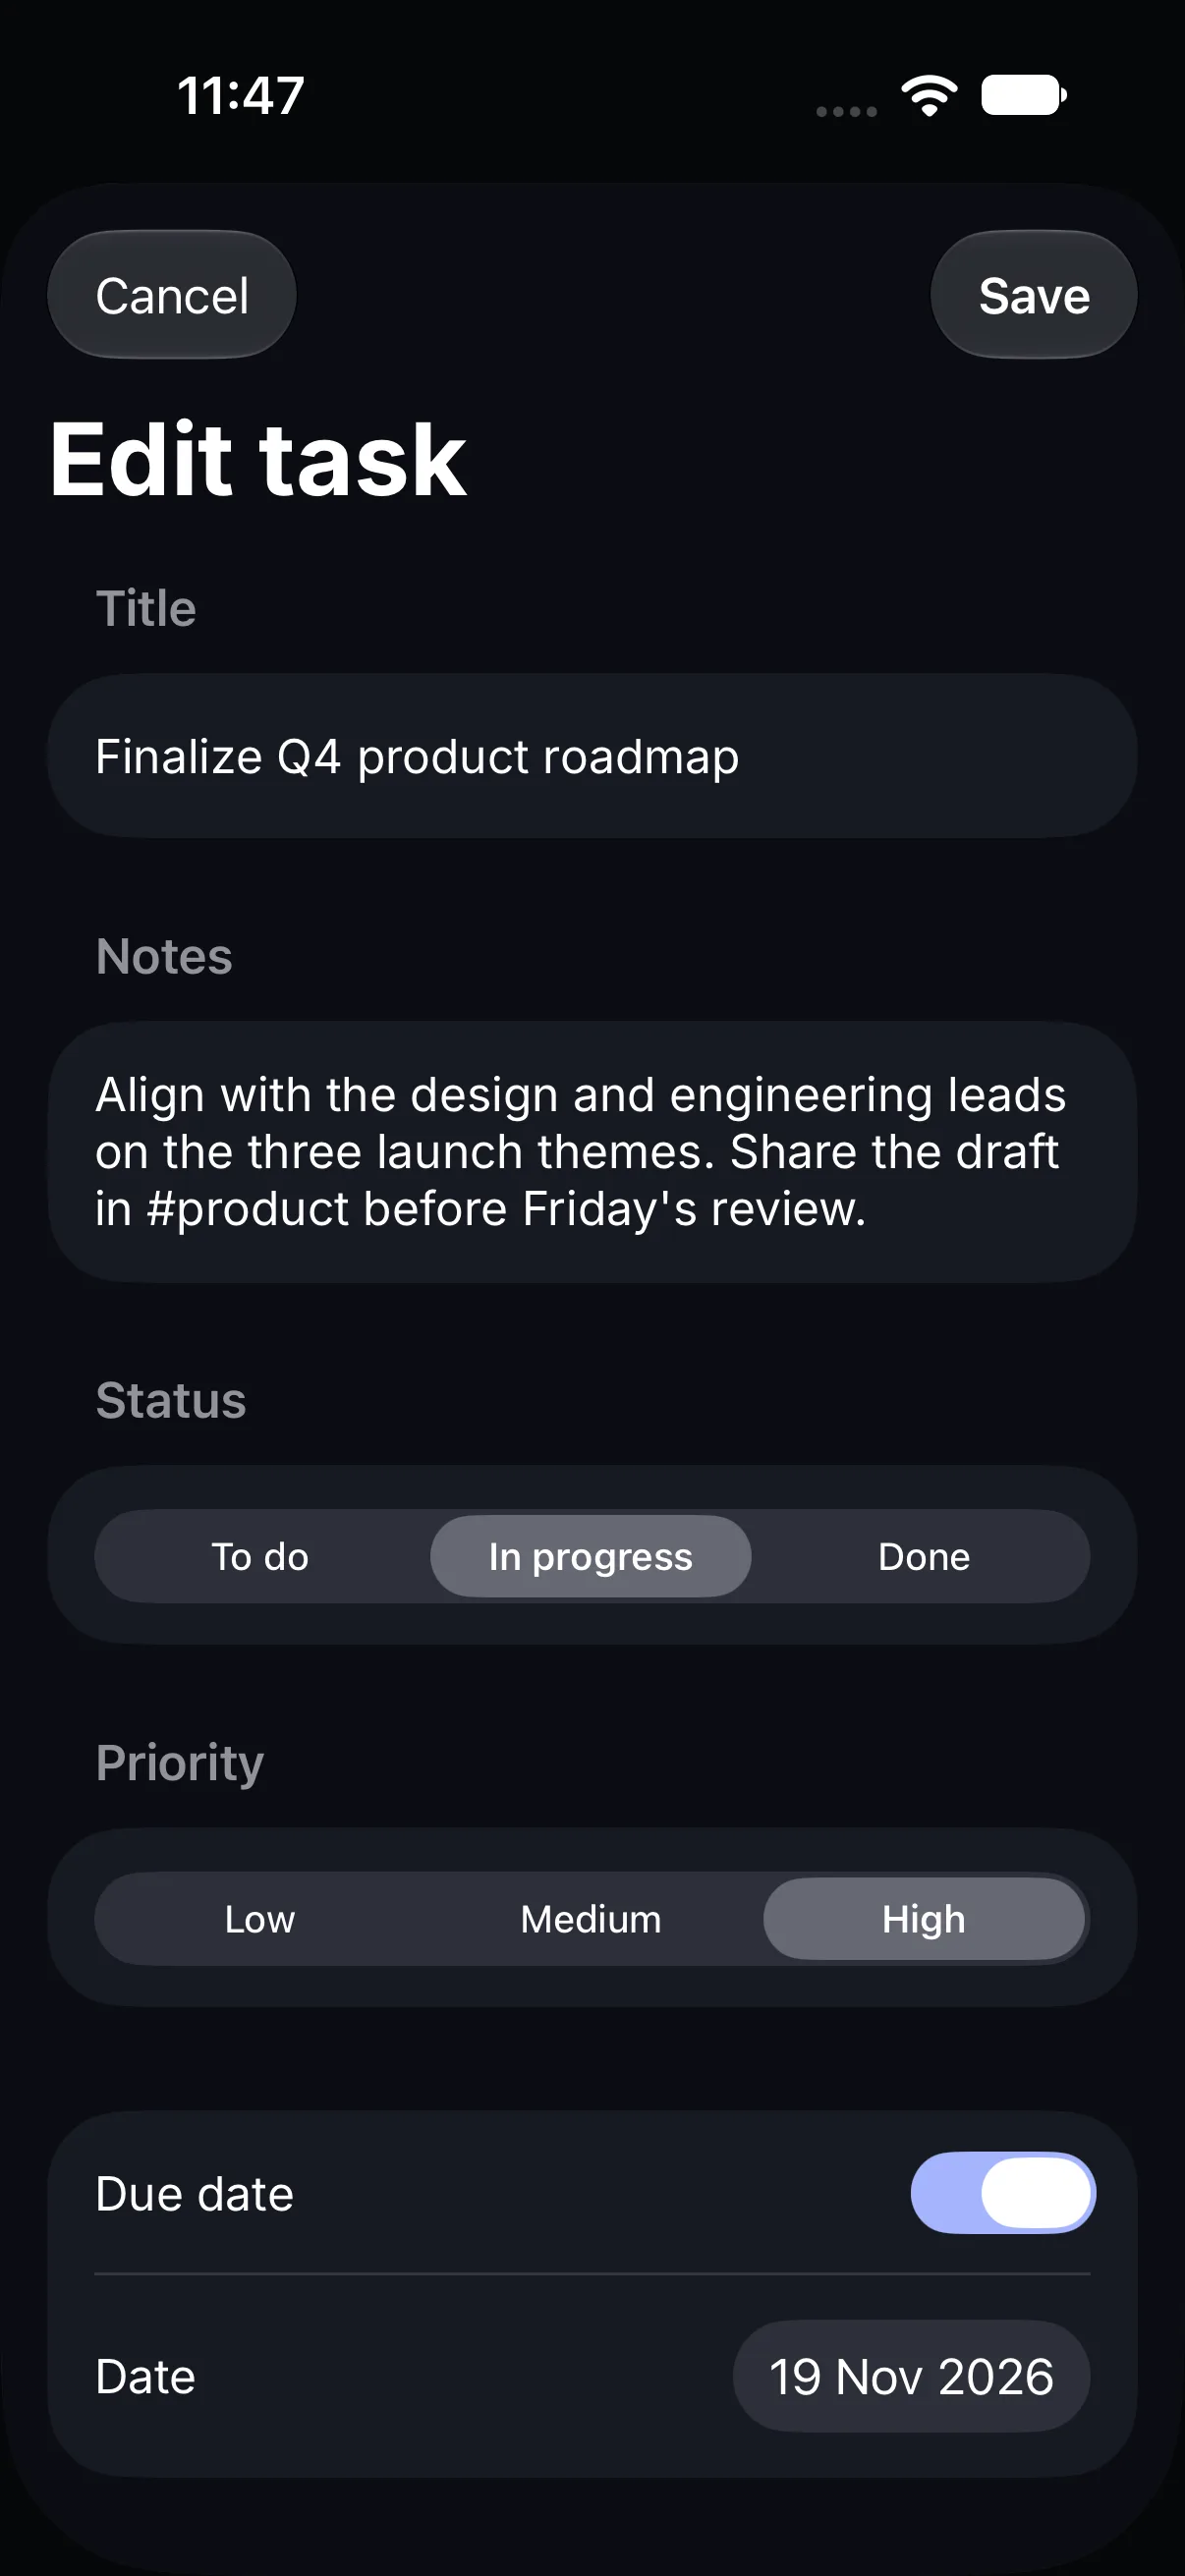 11:47
Cancel
Save
Edit task
Title
Finalize Q4 product roadmap
Notes
Align with the design and engineering leads
on the three launch themes. Share the draft
in #product before Friday's review.
Status
To do
In progress
Done
Priority
Low
Medium
High
Due date
Date
19 Nov 2026